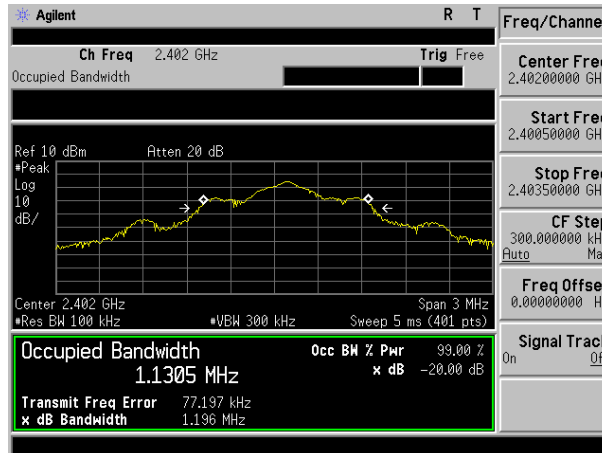 Agilent R T Freq/Channe
Ch Freq 2.402 GHz Trig Free
Occupied Bandwidth
Center Fre
2.40200000 GH
Start Fre
2.40050000 GH
Stop Fre
2.40350000 GH
CF Ste
300.000000 kH
Auto Ma
Freq Offse
0.00000000 H
Signal Trac
On Of
Ref 10 dBm Atten 20 dB
#Peak
Log
10
dB/
Center 2.402 GHz Span 3 MHz
#Res BW 100 kHz #VBW 300 kHz Sweep 5 ms (401 pts)
Occupied Bandwidth Occ BW % Pwr 99.00 %
1.1305 MHz x dB -20.00 dB
Transmit Freq Error 77.197 kHz
x dB Bandwidth 1.196 MHz